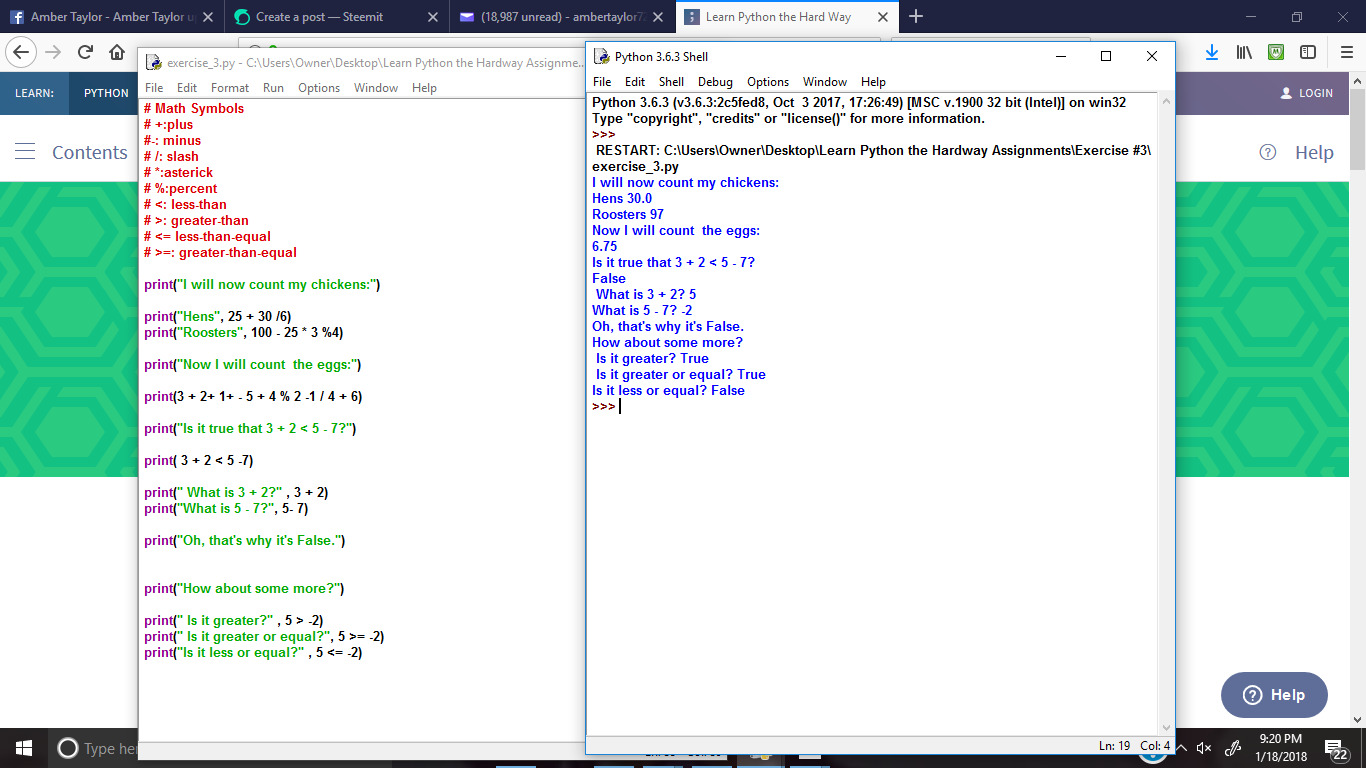 Amber Taylor - Amber Taylor u
Create a post — Steemit
(18,987 unread) - ambertaylor7
Learn Python the Hard Way
LEARN:
PYTHON
LOGIN
Contents
Help
exercise_3.py - C:\Users\Owner\Desktop\Learn Python the Hardway Assignme...
File Edit Format Run Options Window Help
# Math Symbols
# +:plus
#-: minus
# /: slash
# *:asterick
# %:percent
# <: less-than
# >: greater-than
# <= less-than-equal
# >=: greater-than-equal
print("I will now count my chickens:")
print("Hens", 25 + 30 /6)
print("Roosters", 100 - 25 * 3 %4)
print("Now I will count  the eggs:")
print(3 + 2+ 1+ - 5 + 4 % 2 -1 / 4 + 6)
print("Is it true that 3 + 2 < 5 - 7?")
print( 3 + 2 < 5 -7)
print(" What is 3 + 2?" , 3 + 2)
print("What is 5 - 7?", 5- 7)
print("Oh, that's why it's False.")
print("How about some more?")
print(" Is it greater?" , 5 > -2)
print(" Is it greater or equal?", 5 >= -2)
print("Is it less or equal?" , 5 <= -2)
Python 3.6.3 Shell
File Edit Shell Debug Options Window Help
Python 3.6.3 (v3.6.3:2c5fed8, Oct  3 2017, 17:26:49) [MSC v.1900 32 bit (Intel)] on win32
Type "copyright", "credits" or "license()" for more information.
>>>
 RESTART: C:\Users\Owner\Desktop\Learn Python the Hardway Assignments\Exercise #3\
exercise_3.py
I will now count my chickens:
Hens 30.0
Roosters 97
Now I will count  the eggs:
6.75
Is it true that 3 + 2 < 5 - 7?
False
 What is 3 + 2? 5
What is 5 - 7? -2
Oh, that's why it's False.
How about some more?
 Is it greater? True
 Is it greater or equal? True
Is it less or equal? False
>>>
Ln: 19 Col: 4
Help
Type he
9:20 PM
1/18/2018
22